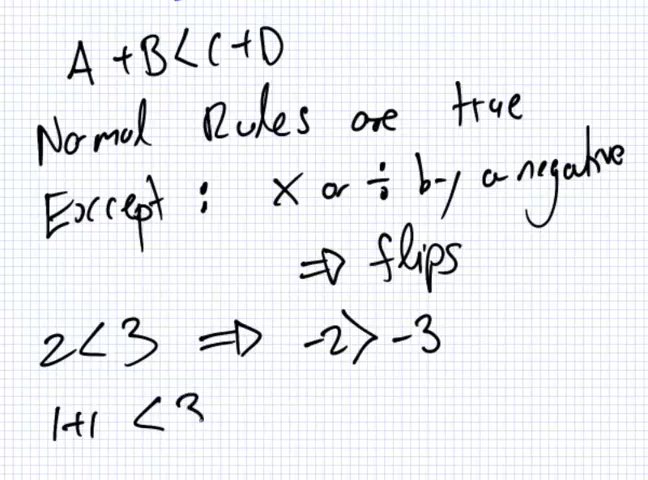 A + B < C + D
Normal Rules are true
Except : × or ÷ by a negative
⇒ flips
2 < 3 ⇒ -2 > -3
1+1 < 3